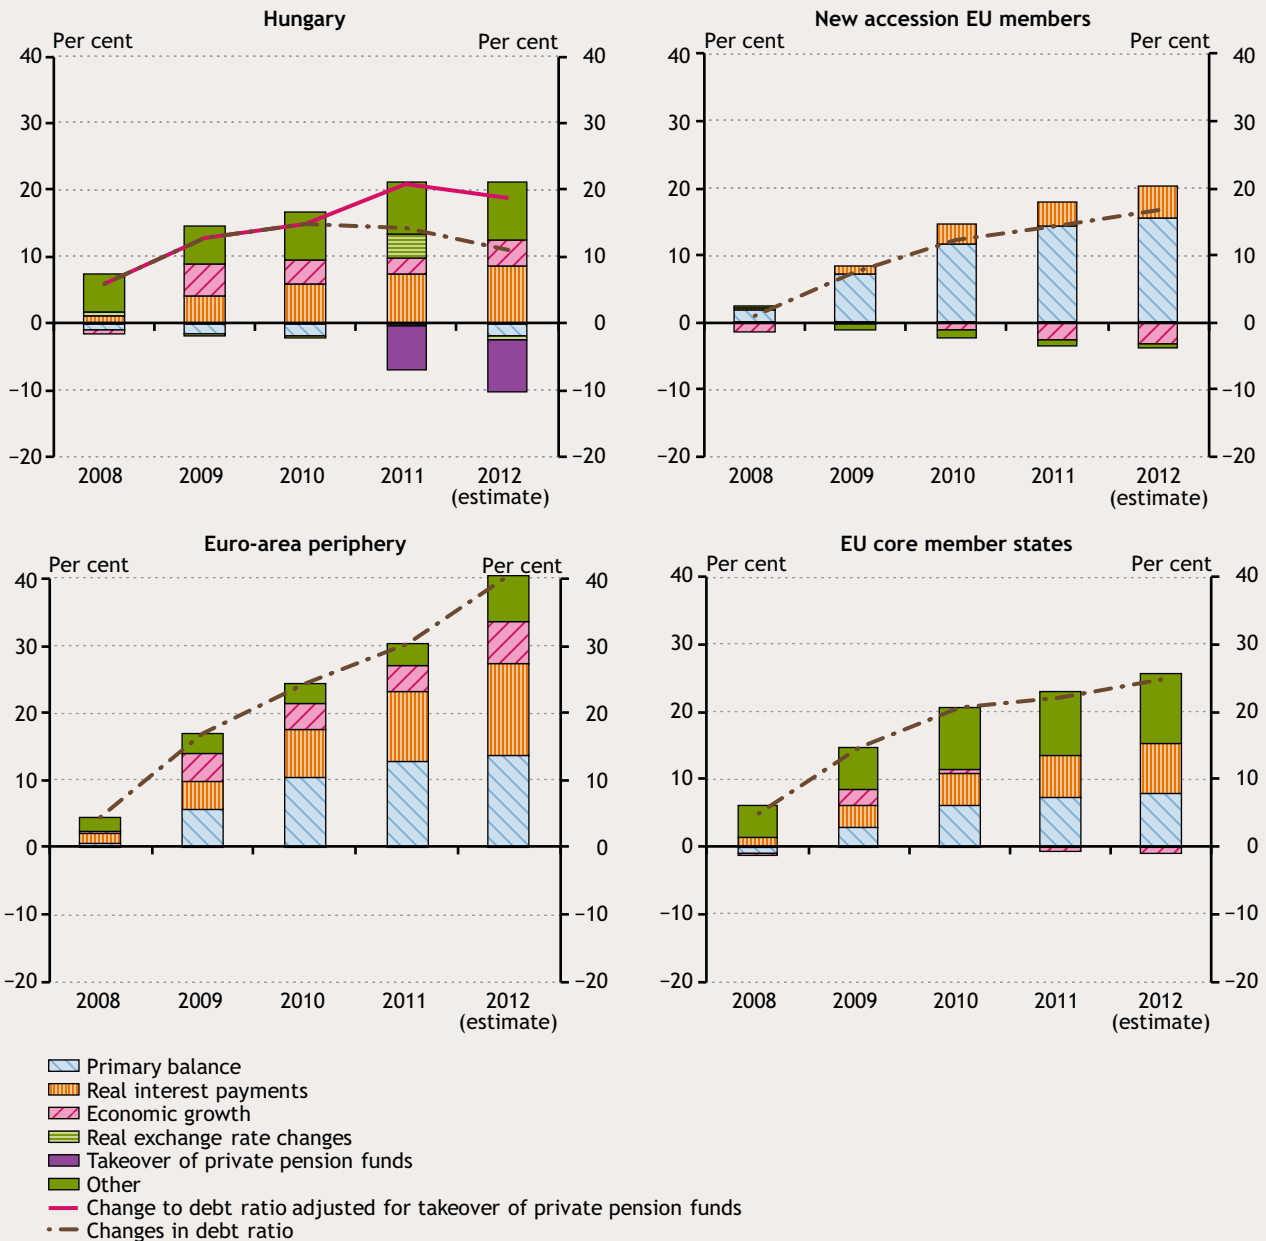 Hungary
Per cent Per cent
40 40
30 30
20 20
10 10
0 0
−10 −10
−20 −20
2008 2009 2010 2011 2012
(estimate)
New accession EU members
Per cent Per cent
40 40
30 30
20 20
10 10
0 0
−10 −10
−20 −20
2008 2009 2010 2011 2012
(estimate)
Euro-area periphery
Per cent Per cent
40 40
30 30
20 20
10 10
0 0
−10 −10
−20 −20
2008 2009 2010 2011 2012
(estimate)
EU core member states
Per cent Per cent
40 40
30 30
20 20
10 10
0 0
−10 −10
−20 −20
2008 2009 2010 2011 2012
(estimate)
Primary balance
Real interest payments
Economic growth
Real exchange rate changes
Takeover of private pension funds
Other
Change to debt ratio adjusted for takeover of private pension funds
Changes in debt ratio